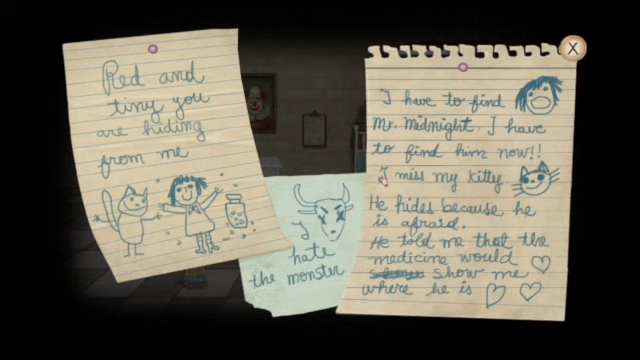 Red and
tiny you
are hiding
from me
I
hate
the monster
I have to find
Mr. Midnight. I have
to find him now!!
I miss my Kitty
He hides because he
is afraid.
He told me that the
medicine would
show me
where he is
X